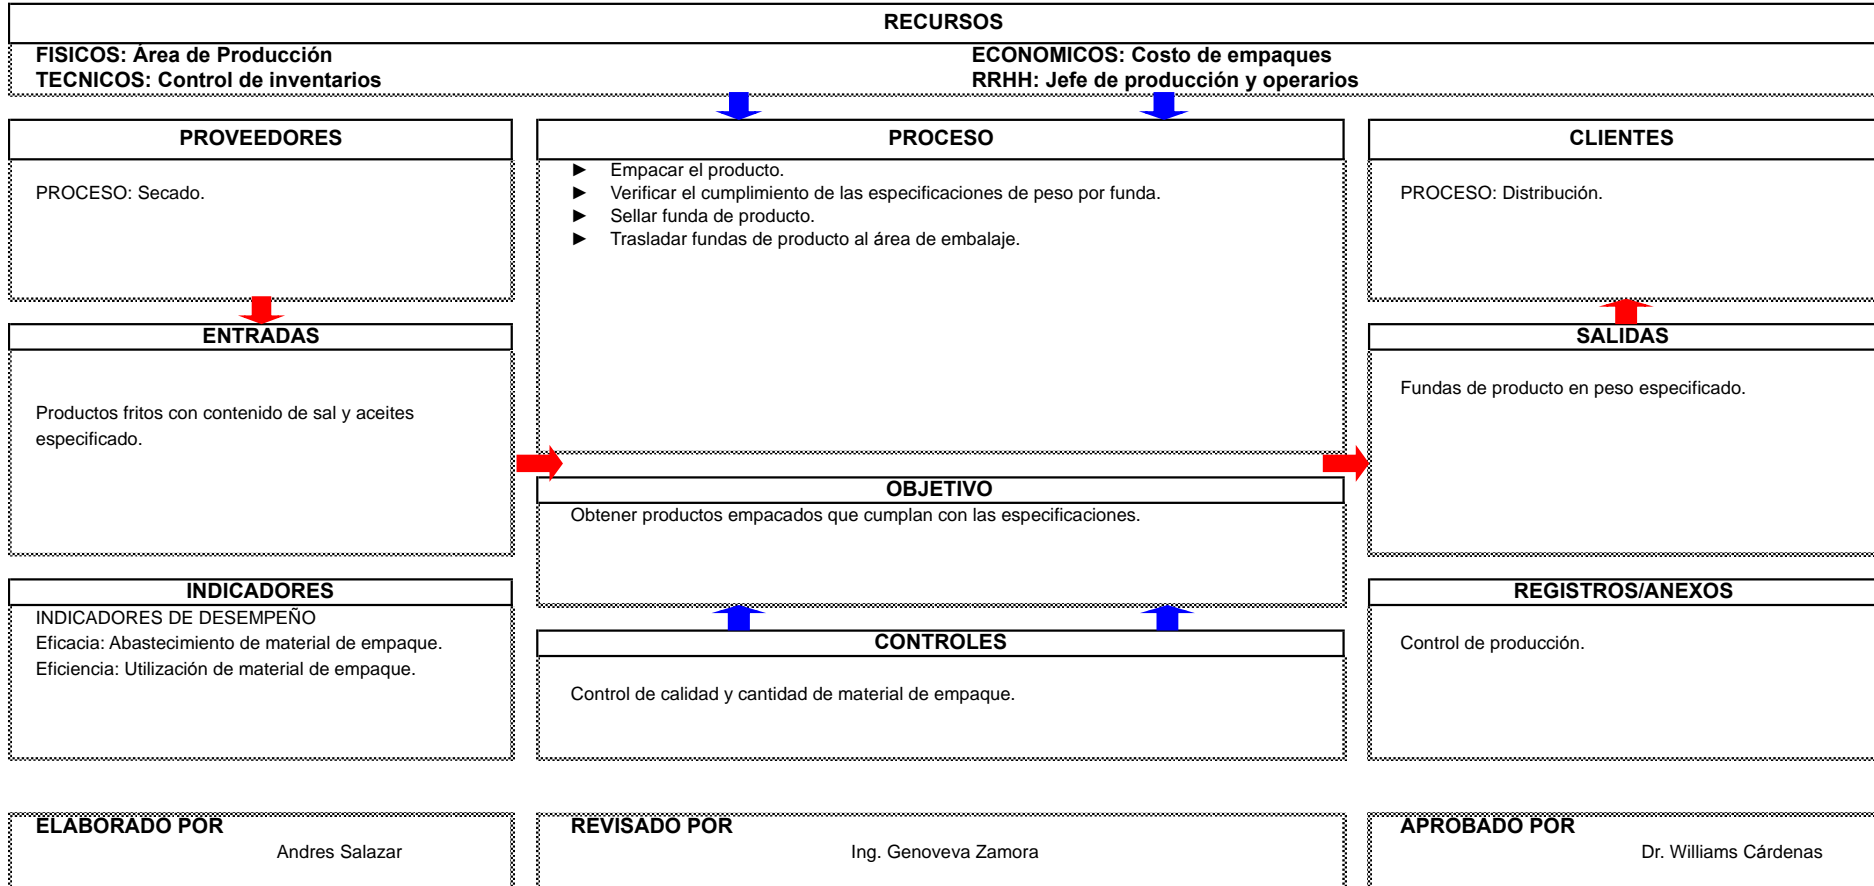 RECURSOS
FISICOS: Área de Producción
ECONOMICOS: Costo de empaques
TECNICOS: Control de inventarios
RRHH: Jefe de producción y operarios
PROVEEDORES
PROCESO: Secado.
PROCESO
► Empacar el producto.
► Verificar el cumplimiento de las especificaciones de peso por funda.
► Sellar funda de producto.
► Trasladar fundas de producto al área de embalaje.
CLIENTES
PROCESO: Distribución.
ENTRADAS
Productos fritos con contenido de sal y aceites
especificado.
SALIDAS
Fundas de producto en peso especificado.
OBJETIVO
Obtener productos empacados que cumplan con las especificaciones.
INDICADORES
INDICADORES DE DESEMPEÑO
Eficacia: Abastecimiento de material de empaque.
Eficiencia: Utilización de material de empaque.
CONTROLES
Control de calidad y cantidad de material de empaque.
REGISTROS/ANEXOS
Control de producción.
ELABORADO POR
Andres Salazar
REVISADO POR
Ing. Genoveva Zamora
APROBADO POR
Dr. Williams Cárdenas